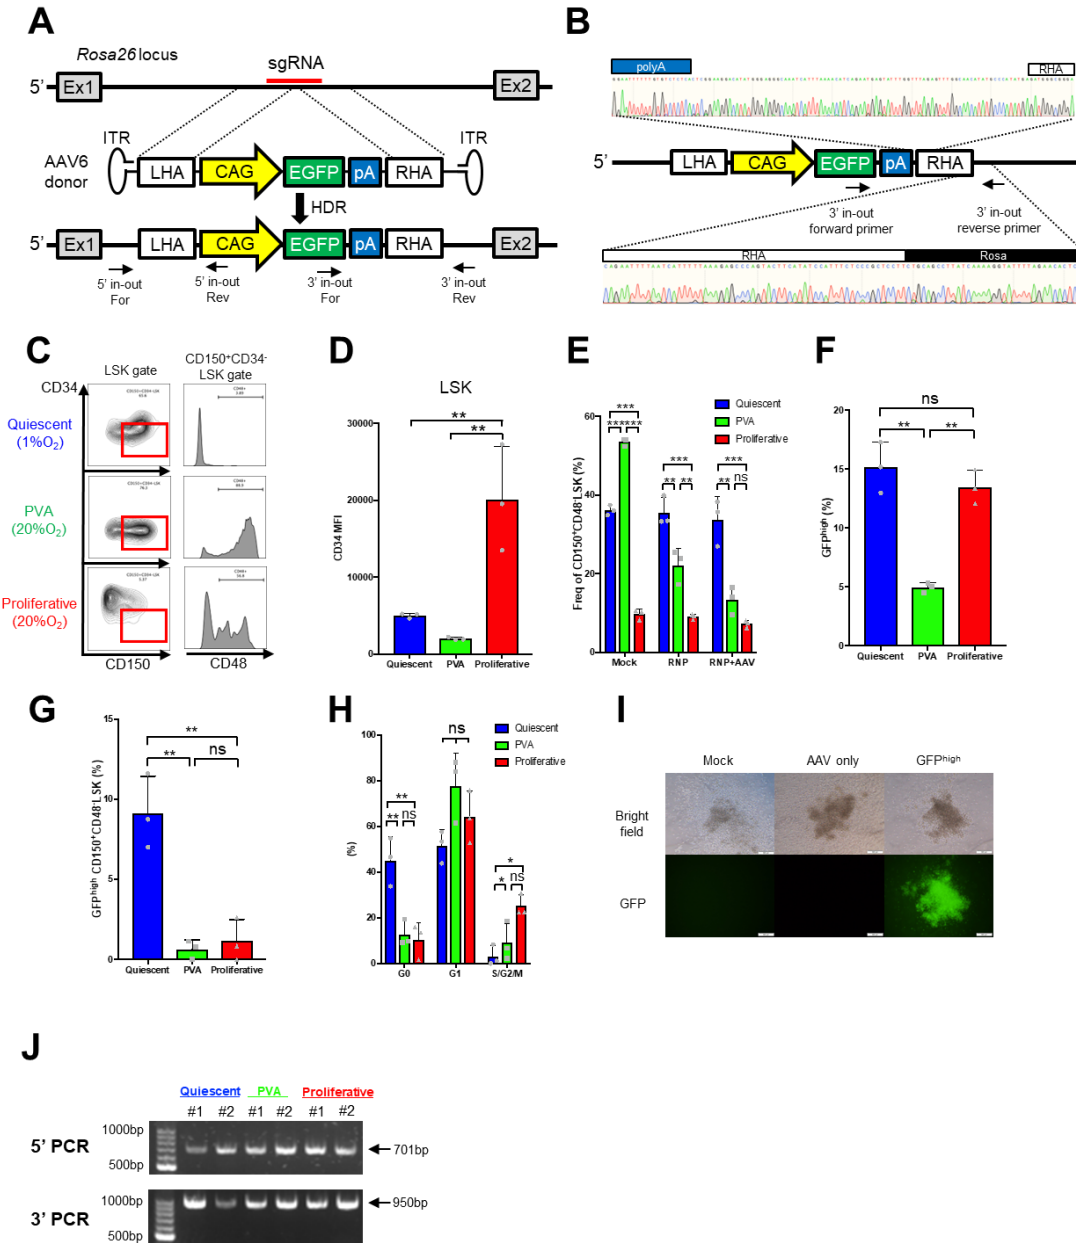 A
Rosa26 locus
sgRNA
5’ Ex1 Ex2
ITR ITR
AAV6
donor
LHA CAG EGFP pA RHA
HDR
5’ Ex1 LHA CAG EGFP pA RHA Ex2
5’ in-out
For
5’ in-out
Rev
3’ in-out
For
3’ in-out
Rev
B
polyA RHA
5’ LHA CAG EGFP pA RHA
3’ in-out
forward primer
3’ in-out
reverse primer
RHA Rosa
C
LSK gate
CD150+CD34-
LSK gate
CD34
Quiescent
(1%O2)
PVA
(20%O2)
Proliferative
(20%O2)
CD150 CD48
D
LSK
**
**
CD34 MFI
30000
20000
10000
0
Quiescent PVA Proliferative
E
Quiescent
PVA
Proliferative
Freq of CD150+CD48-LSK (%)
60
40
20
0
***
*** ***
***
** **
***
** ns
Mock RNP RNP+AAV
F
ns
** **
GFPhigh (%)
20
15
10
5
0
Quiescent PVA Proliferative
G
**
** ns
GFPhigh CD150+CD48-LSK (%)
15
10
5
0
Quiescent PVA Proliferative
H
Quiescent
PVA
Proliferative
(%)
100
80
60
40
20
0
**
** ns
ns
*
* ns
G0 G1 S/G2/M
I
Mock AAV only GFPhigh
Bright
field
GFP
J
Quiescent PVA Proliferative
#1 #2 #1 #2 #1 #2
5’ PCR
1000bp
500bp
701bp
3’ PCR
1000bp
500bp
950bp